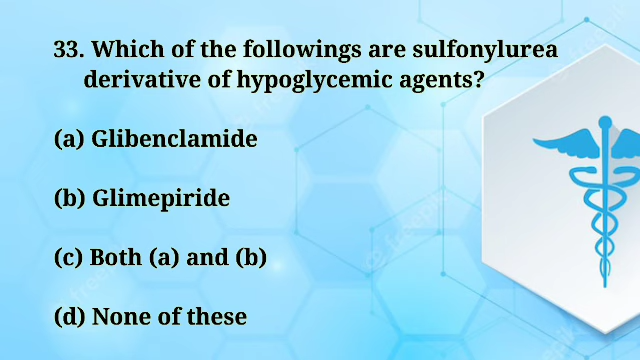 33. Which of the followings are sulfonylurea
derivative of hypoglycemic agents?
(a) Glibenclamide
(b) Glimepiride
(c) Both (a) and (b)
(d) None of these